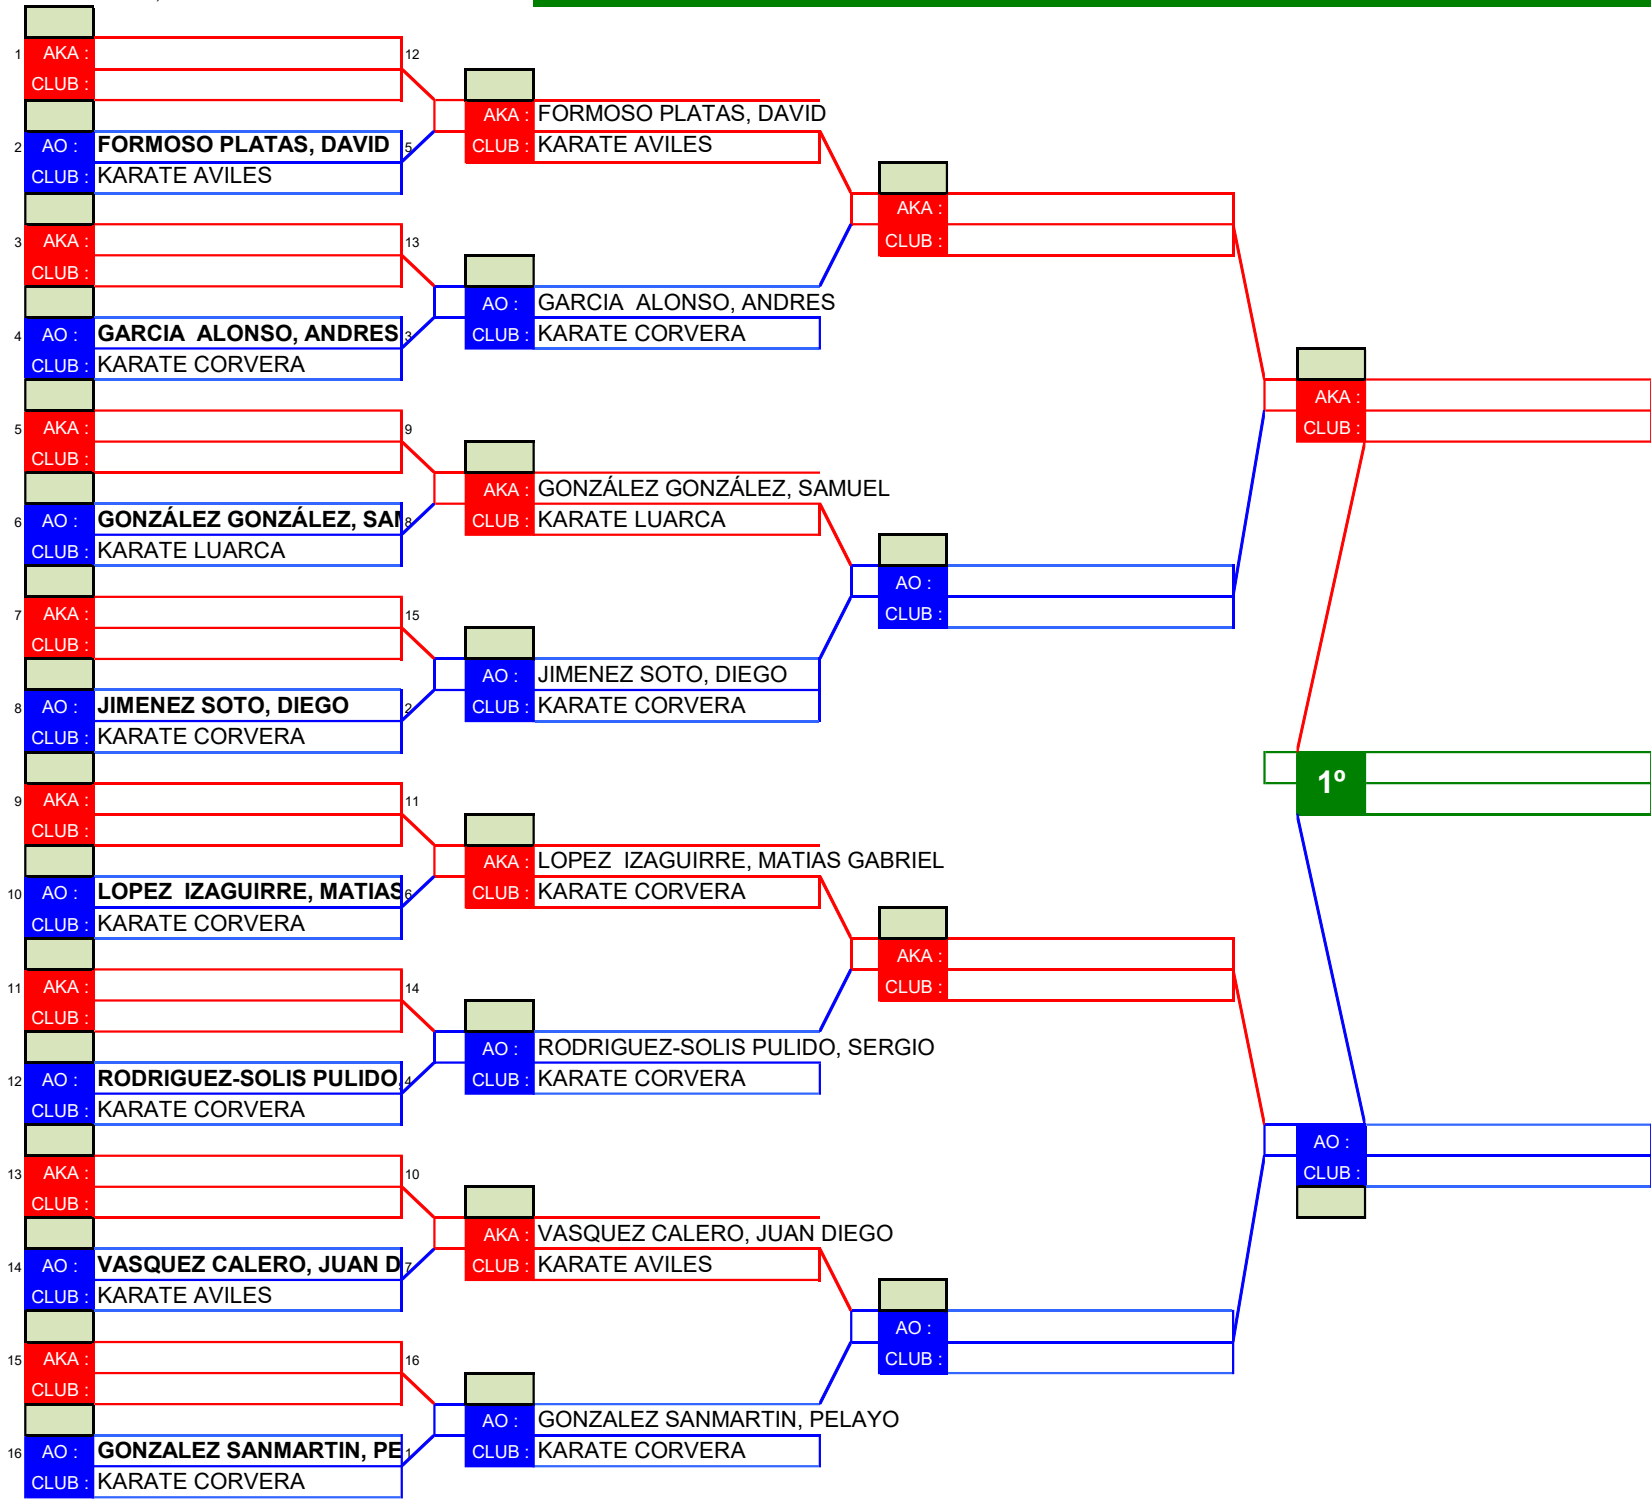 1 AKA : 12
CLUB :
2 AO : FORMOSO PLATAS, DAVID 5
CLUB : KARATE AVILES
3 AKA : 13
CLUB :
4 AO : GARCIA  ALONSO, ANDRES 3
CLUB : KARATE CORVERA
5 AKA : 9
CLUB :
6 AO : GONZÁLEZ GONZÁLEZ, SAM 8
CLUB : KARATE LUARCA
7 AKA : 15
CLUB :
8 AO : JIMENEZ SOTO, DIEGO 2
CLUB : KARATE CORVERA
9 AKA : 11
CLUB :
10 AO : LOPEZ  IZAGUIRRE, MATIAS 6
CLUB : KARATE CORVERA
11 AKA : 14
CLUB :
12 AO : RODRIGUEZ-SOLIS PULIDO, 4
CLUB : KARATE CORVERA
13 AKA : 10
CLUB :
14 AO : VASQUEZ CALERO, JUAN D 7
CLUB : KARATE AVILES
15 AKA : 16
CLUB :
16 AO : GONZALEZ SANMARTIN, PE 1
CLUB : KARATE CORVERA
AKA : FORMOSO PLATAS, DAVID
CLUB : KARATE AVILES
AO : GARCIA  ALONSO, ANDRES
CLUB : KARATE CORVERA
AKA : GONZÁLEZ GONZÁLEZ, SAMUEL
CLUB : KARATE LUARCA
AO : JIMENEZ SOTO, DIEGO
CLUB : KARATE CORVERA
AKA : LOPEZ  IZAGUIRRE, MATIAS GABRIEL
CLUB : KARATE CORVERA
AO : RODRIGUEZ-SOLIS PULIDO, SERGIO
CLUB : KARATE CORVERA
AKA : VASQUEZ CALERO, JUAN DIEGO
CLUB : KARATE AVILES
AO : GONZALEZ SANMARTIN, PELAYO
CLUB : KARATE CORVERA
AKA :
CLUB :
AO :
CLUB :
AKA :
CLUB :
AO :
CLUB :
AKA :
CLUB :
1º
AO :
CLUB :